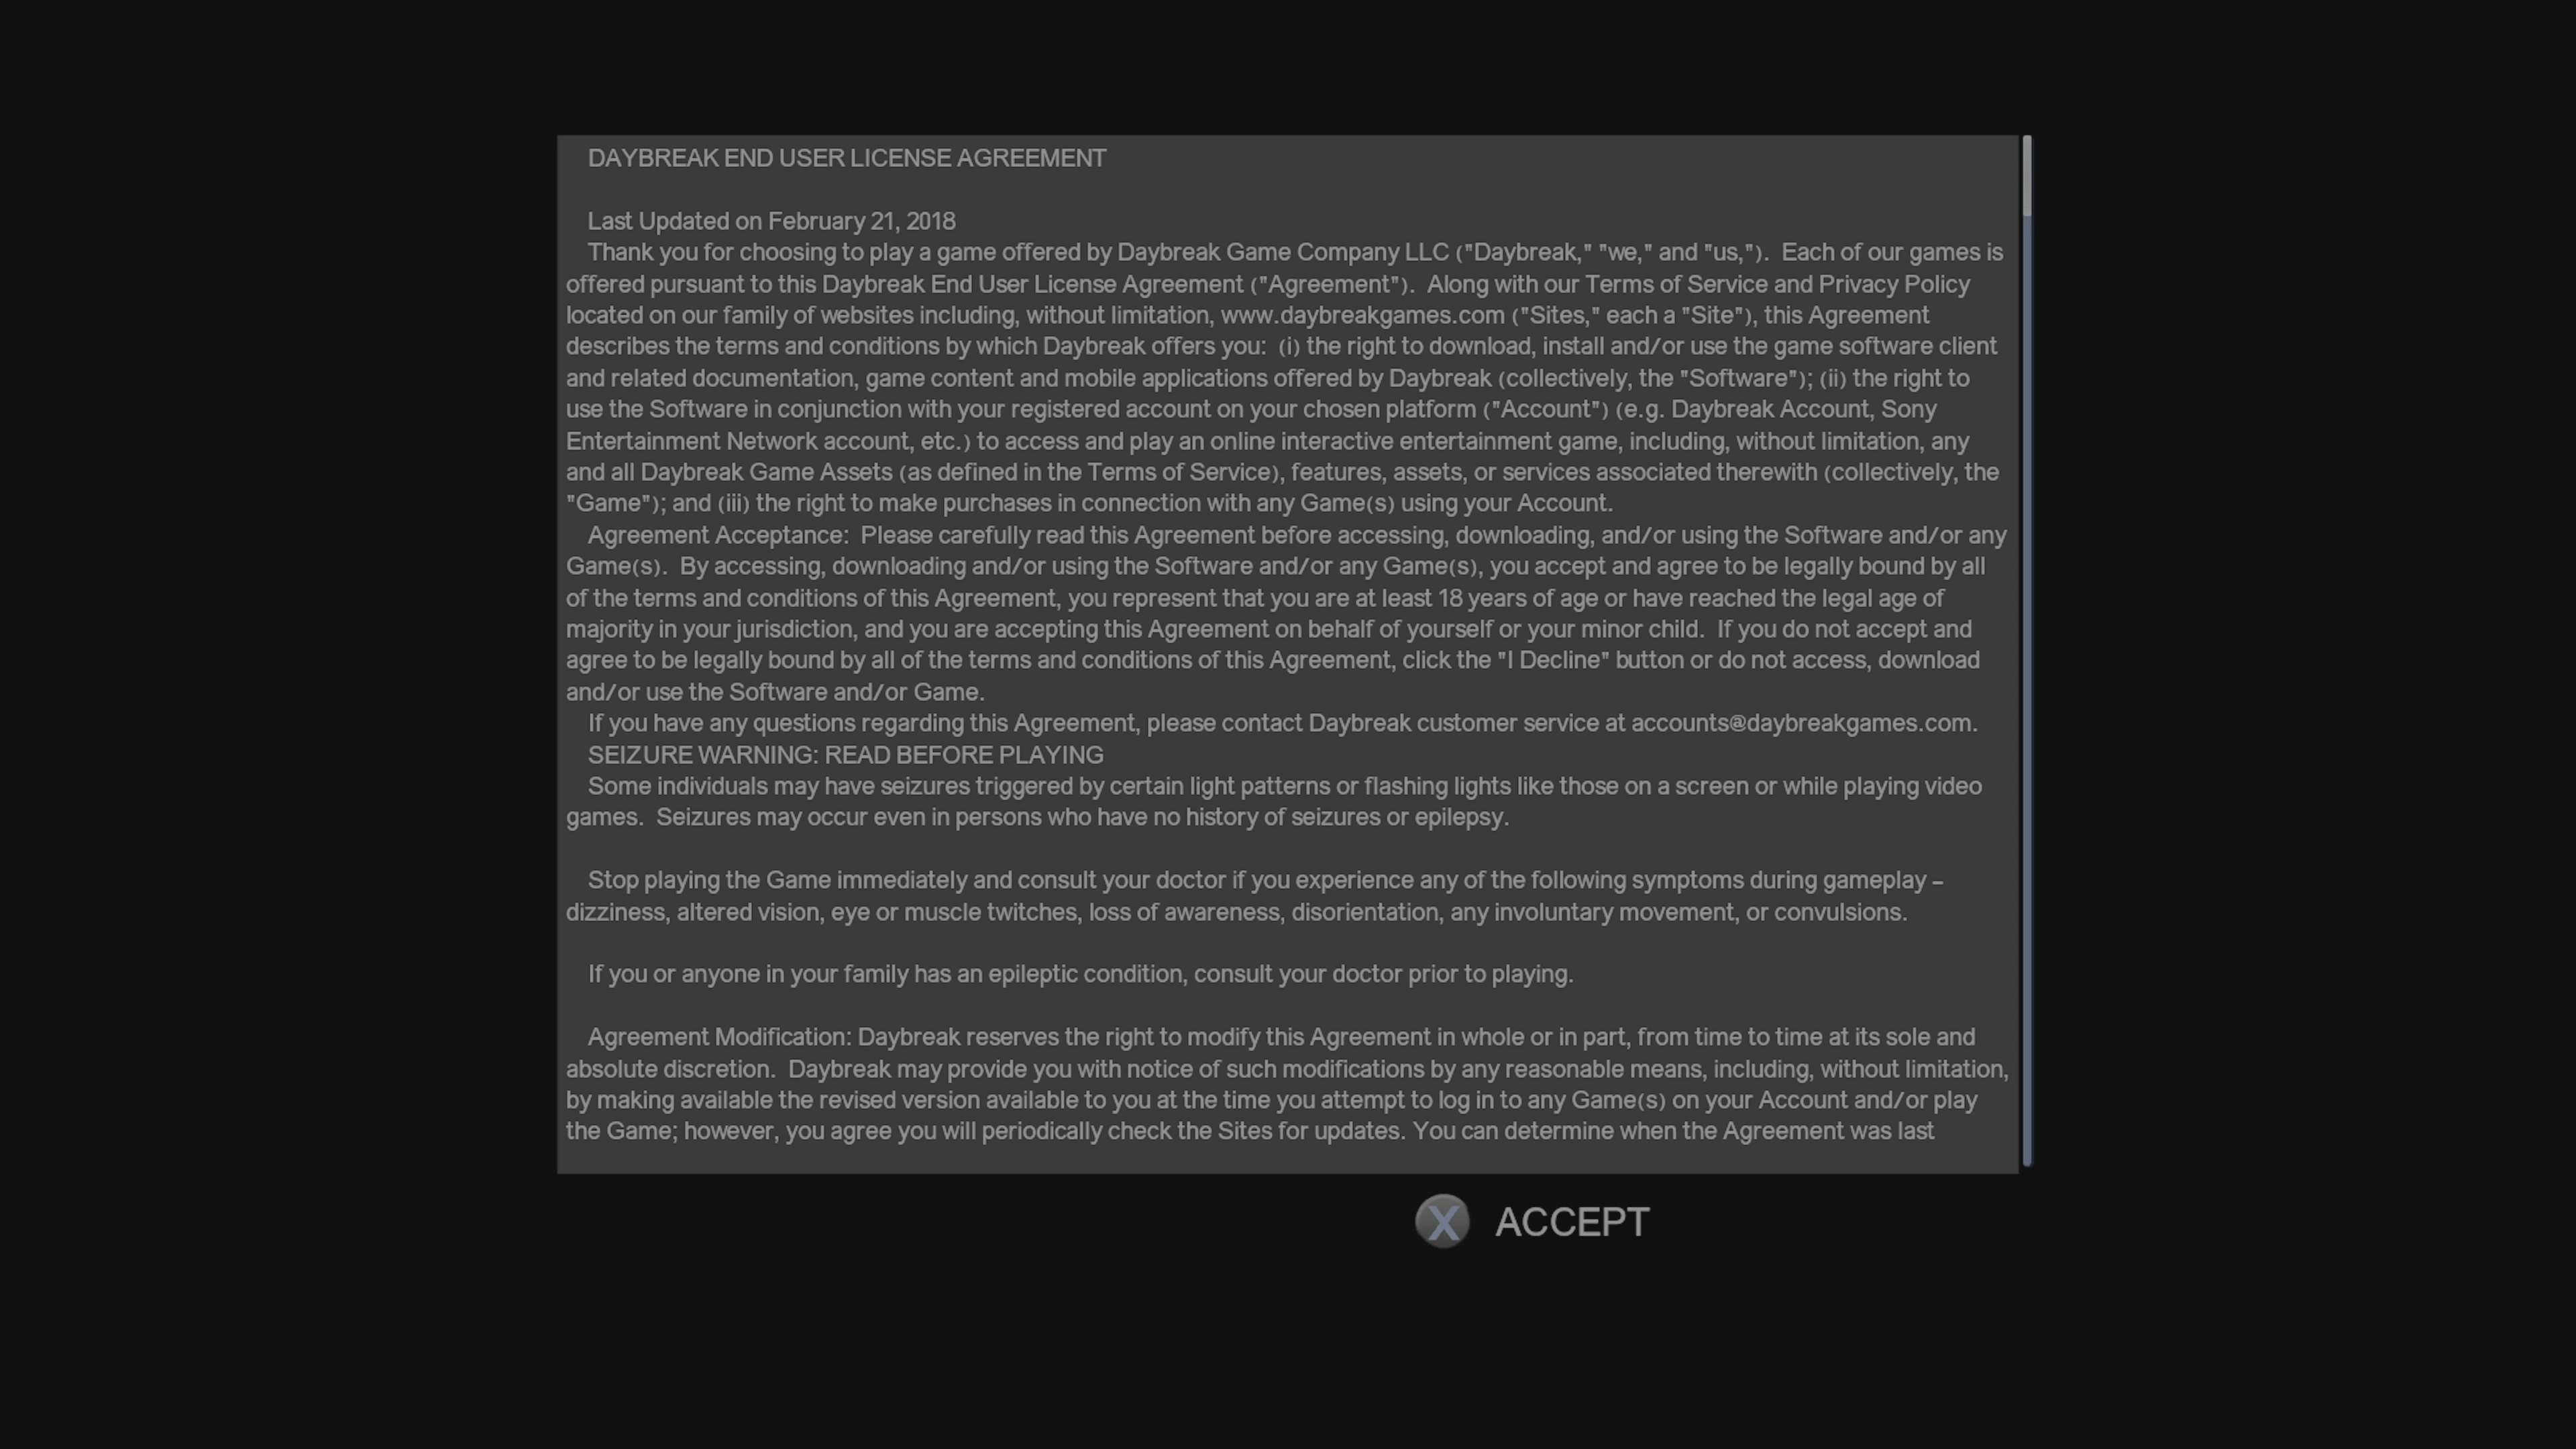 DAYBREAK END USER LICENSE AGREEMENT
Last Updated on February 21, 2018
Thank you for choosing to play a game offered by Daybreak Game Company LLC ("Daybreak," "we," and "us,").  Each of our games is
offered pursuant to this Daybreak End User License Agreement ("Agreement").  Along with our Terms of Service and Privacy Policy
located on our family of websites including, without limitation, www.daybreakgames.com ("Sites," each a "Site"), this Agreement
describes the terms and conditions by which Daybreak offers you:  (i) the right to download, install and/or use the game software client
and related documentation, game content and mobile applications offered by Daybreak (collectively, the "Software"); (ii) the right to
use the Software in conjunction with your registered account on your chosen platform ("Account") (e.g. Daybreak Account, Sony
Entertainment Network account, etc.) to access and play an online interactive entertainment game, including, without limitation, any
and all Daybreak Game Assets (as defined in the Terms of Service), features, assets, or services associated therewith (collectively, the
"Game"); and (iii) the right to make purchases in connection with any Game(s) using your Account.
Agreement Acceptance:  Please carefully read this Agreement before accessing, downloading, and/or using the Software and/or any
Game(s).  By accessing, downloading and/or using the Software and/or any Game(s), you accept and agree to be legally bound by all
of the terms and conditions of this Agreement, you represent that you are at least 18 years of age or have reached the legal age of
majority in your jurisdiction, and you are accepting this Agreement on behalf of yourself or your minor child.  If you do not accept and
agree to be legally bound by all of the terms and conditions of this Agreement, click the "I Decline" button or do not access, download
and/or use the Software and/or Game.
If you have any questions regarding this Agreement, please contact Daybreak customer service at accounts@daybreakgames.com.
SEIZURE WARNING: READ BEFORE PLAYING
Some individuals may have seizures triggered by certain light patterns or flashing lights like those on a screen or while playing video
games.  Seizures may occur even in persons who have no history of seizures or epilepsy.
Stop playing the Game immediately and consult your doctor if you experience any of the following symptoms during gameplay –
dizziness, altered vision, eye or muscle twitches, loss of awareness, disorientation, any involuntary movement, or convulsions.
If you or anyone in your family has an epileptic condition, consult your doctor prior to playing.
Agreement Modification: Daybreak reserves the right to modify this Agreement in whole or in part, from time to time at its sole and
absolute discretion.  Daybreak may provide you with notice of such modifications by any reasonable means, including, without limitation,
by making available the revised version available to you at the time you attempt to log in to any Game(s) on your Account and/or play
the Game; however, you agree you will periodically check the Sites for updates. You can determine when the Agreement was last
X ACCEPT